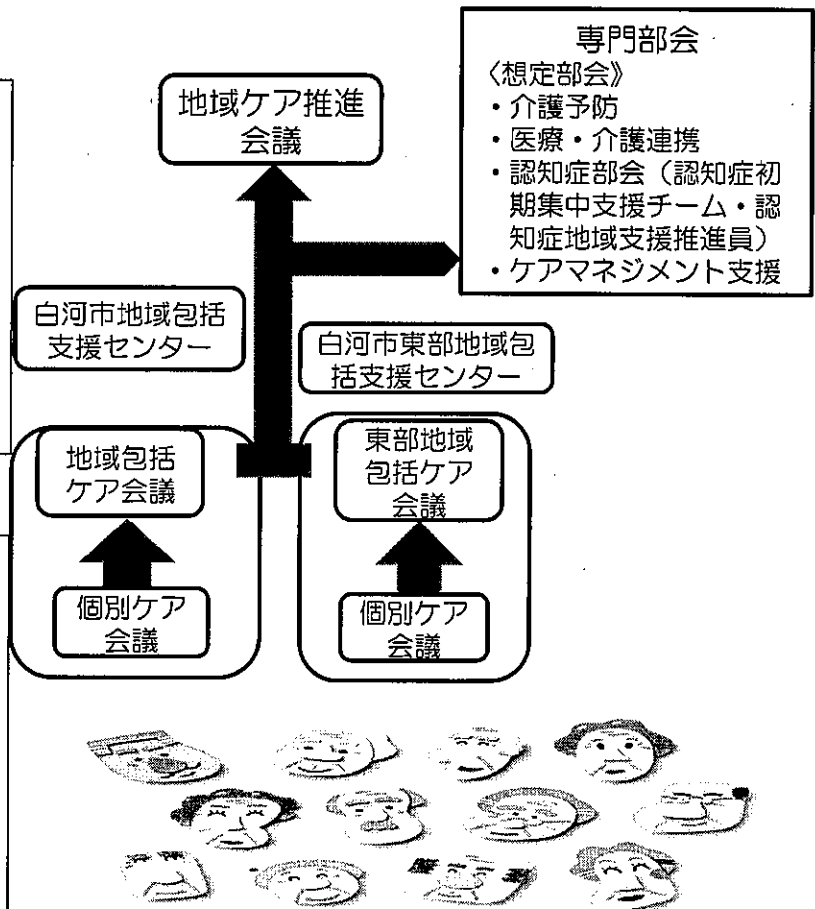 専門部会
〈想定部会》
・介護予防
・医療・介護連携
・認知症部会（認知症初
期集中支援チーム・認
知症地域支援推進員）
・ケアマネジメント支援
地域ケア推進
会議
白河市地域包括
支援センター
白河市東部地域包
括支援センター
地域包括
ケア会議
東部地域
包括ケア
会議
個別ケア
会議
個別ケア
会議